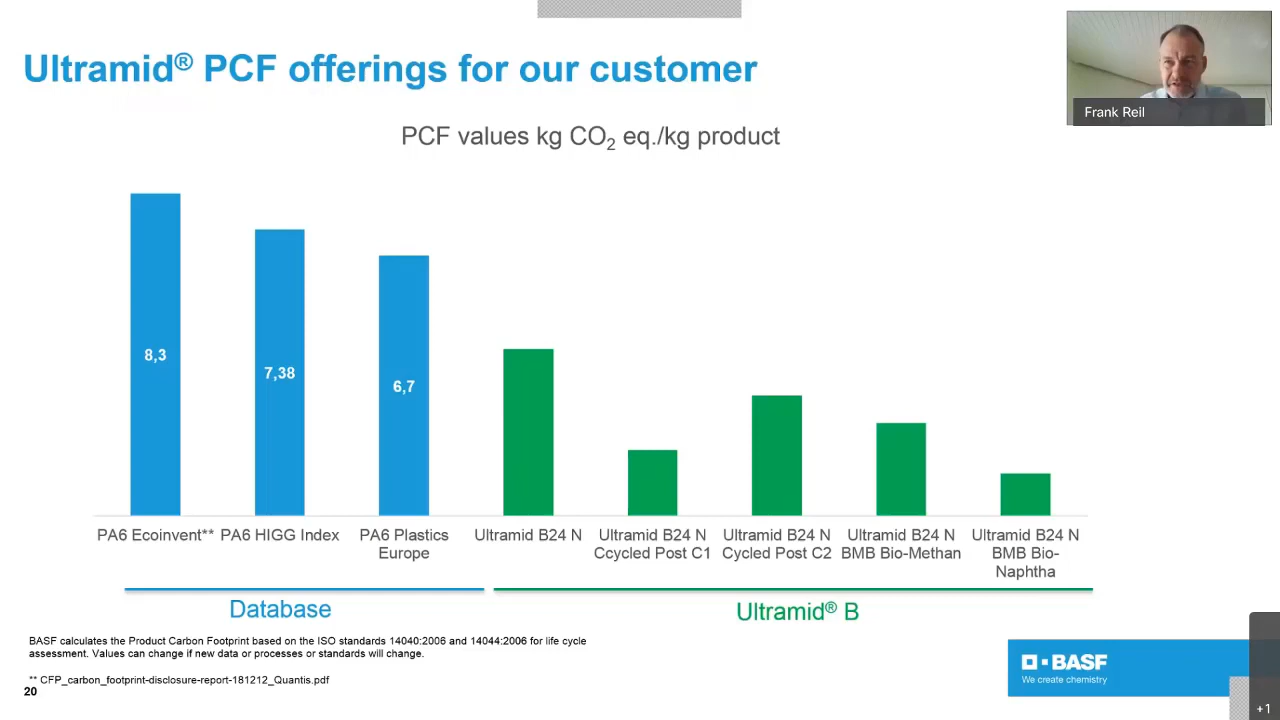 Ultramid® PCF offerings for our customer
Frank Reil
PCF values kg CO₂ eq./kg product
8,3
7,38
6,7
PA6 Ecoinvent**
PA6 HIGG Index
PA6 Plastics
Europe
Ultramid B24 N
Ultramid B24 N
Ccycled Post C1
Ultramid B24 N
Cycled Post C2
Ultramid B24 N
BMB Bio-Methan
Ultramid B24 N
BMB Bio-
Naphtha
Database
Ultramid® B
BASF calculates the Product Carbon Footprint based on the ISO standards 14040:2006 and 14044:2006 for life cycle
assessment. Values can change if new data or processes or standards will change.
** CFP_carbon_footprint-disclosure-report-181212_Quantis.pdf
20
BASF
We create chemistry
+1